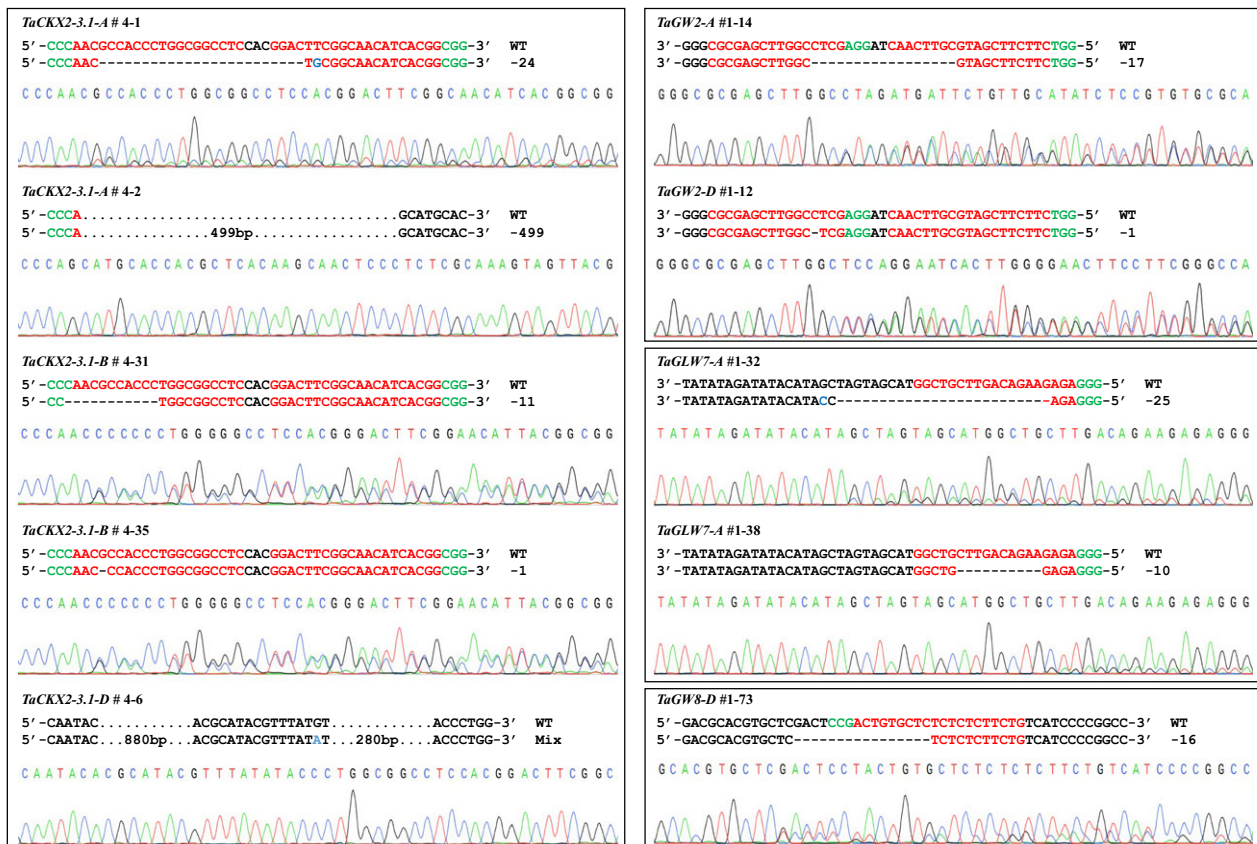 TaCKX2-3.1-A # 4-1
5′-CCCAACGCCACCCTGGCGGCCTCCACGGACTTCGGCAACATCACGGCGG-3′ WT
5′-CCCAAC-------------------------TGCGGCAACATCACGGCGG-3′ -24
CCCAACGCCACCCTGGCGGCCTCCACGGACTTCGGCAACATCACGGCGG
TaCKX2-3.1-A # 4-2
5′-CCCA.....................................GCATGCAC-3′ WT
5′-CCCA...............499bp.................GCATGCAC-3′ -499
CCCAGCATGCACCACGCTCACAAGCAACTCCCTCTCGCAAAGTAGTTACG
TaCKX2-3.1-B # 4-31
5′-CCCAACGCCACCCTGGCGGCCTCCACGGACTTCGGCAACATCACGGCGG-3′ WT
5′-CC-----------TGGCGGCCTCCACGGACTTCGGCAACATCACGGCGG-3′ -11
CCCAACCCCCCCTGGGGGCCTCCACGGGACTTCGGAACATTACGGCGG
TaCKX2-3.1-B # 4-35
5′-CCCAACGCCACCCTGGCGGCCTCCACGGACTTCGGCAACATCACGGCGG-3′ WT
5′-CCCAAC-CCACCCTGGCGGCCTCCACGGACTTCGGCAACATCACGGCGG-3′ -1
CCCAACCCCCCCTGGGGGCCTCCACGGGACTTCGGAACATTACGGCGG
TaCKX2-3.1-D # 4-6
5′-CAATAC...........ACGCATACGTTTATGT............ACCCTGG-3′ WT
5′-CAATAC...880bp...ACGCATACGTTTATAT...280bp....ACCCTGG-3′ Mix
CAATACACGCATACGTTTATATACCCTGGCGGCCTCCACGGACTTCGGC
TaGW2-A #1-14
3′-GGGCGCGAGCTTGGCCTCGAGGATCAACTTGCGTAGCTTCTTCTGG-5′ WT
3′-GGGCGCGAGCTTGGC-----------------GTAGCTTCTTCTGG-5′ -17
GGGCGCGAGCTTGGCCTAGATGATTCTGTTGCATATCTCCGTGTGCGCA
TaGW2-D #1-12
3′-GGGCGCGAGCTTGGCCTCGAGGATCAACTTGCGTAGCTTCTTCTGG-5′ WT
3′-GGGCGCGAGCTTGGC-TCGAGGATCAACTTGCGTAGCTTCTTCTGG-5′ -1
GGGCGCGAGCTTGGCTCCAGGAATCACTTGGGGAACTTCCTTCGGGCCA
TaGLW7-A #1-32
3′-TATATAGATATACATAGCTAGTAGCATGGCTGCTTGACAGAAGAGAGGG-5′ WT
3′-TATATAGATATACATACC-------------------------AGAGGG-5′ -25
TATATAGATATACATAGCTAGTAGCATGGCTGCTTGACAGAAGAGAGGG
TaGLW7-A #1-38
3′-TATATAGATATACATAGCTAGTAGCATGGCTGCTTGACAGAAGAGAGGG-5′ WT
3′-TATATAGATATACATAGCTAGTAGCATGGCTG----------GAGAGGG-5′ -10
TATATAGATATACATAGCTAGTAGCATGGCTGCTTGACAGAAGAGAGGG
TaGW8-D #1-73
5′-GACGCACGTGCTCGACTCCGACTGTGCTCTCTCTCTTCTGTCATCCCCGGCC-3′ WT
5′-GACGCACGTGCTC----------------TCTCTCTTCTGTCATCCCCGGCC-3′ -16
GCACGTGCTCGACTCCTACTGTGCTCTCTCTCTTCTGTCATCCCCGGCC